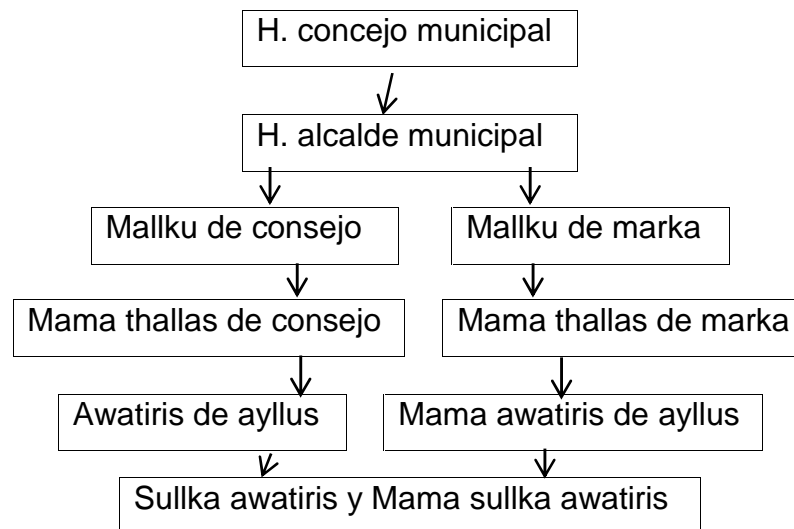 H. concejo municipal
H. alcalde municipal
Mallku de consejo
Mallku de marka
Mama thallas de consejo
Mama thallas de marka
Awatiris de ayllus
Mama awatiris de ayllus
Sullka awatiris y Mama sullka awatiris